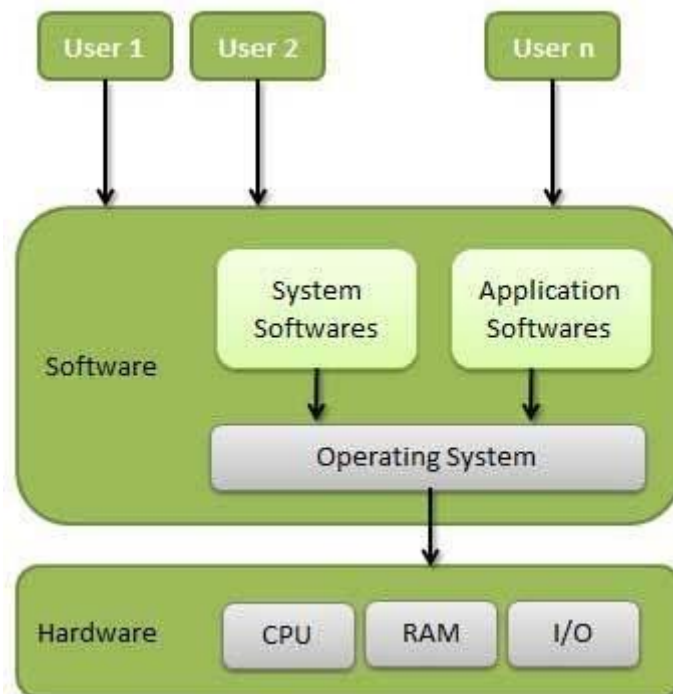 User 1
User 2
User n
System
Softwares
Application
Softwares
Software
Operating System
Hardware
CPU
RAM
I/O